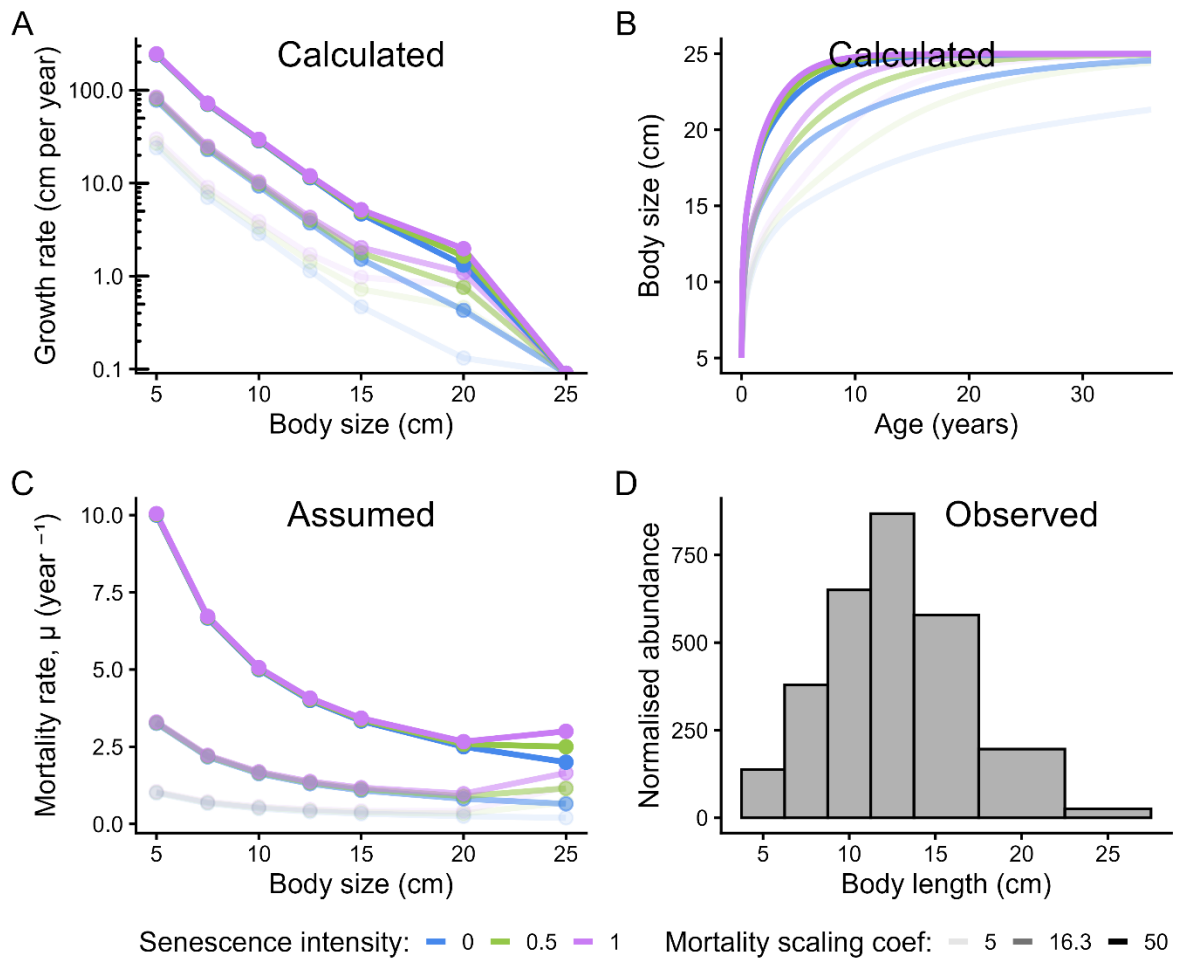 A
Calculated
Growth rate (cm per year)
100.0
10.0
1.0
0.1
5
10
15
20
25
Body size (cm)
B
Calculated
Body size (cm)
25
20
15
10
5
0
10
20
30
Age (years)
C
Assumed
Mortality rate, μ (year ⁻¹)
10.0
7.5
5.0
2.5
0.0
5
10
15
20
25
Body size (cm)
D
Observed
Normalised abundance
750
500
250
0
5
10
15
20
25
Body length (cm)
Senescence intensity: 0 0.5 1 Mortality scaling coef: 5 16.3 50